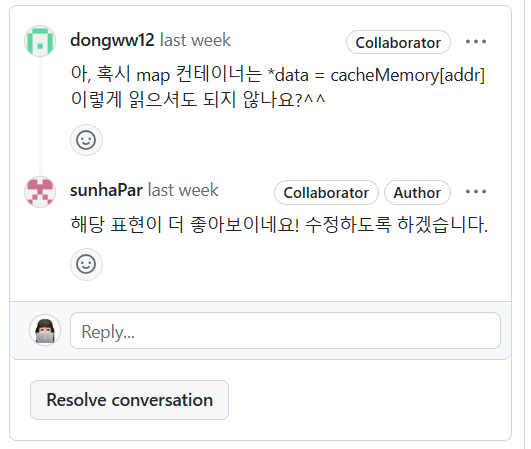 dongww12 last week Collaborator
아, 혹시 map 컨테이너는 *data = cacheMemory[addr]
이렇게 읽으셔도 되지 않나요?^^
sunhaPar last week Collaborator Author
해당 표현이 더 좋아보이네요! 수정하도록 하겠습니다.
Reply...
Resolve conversation